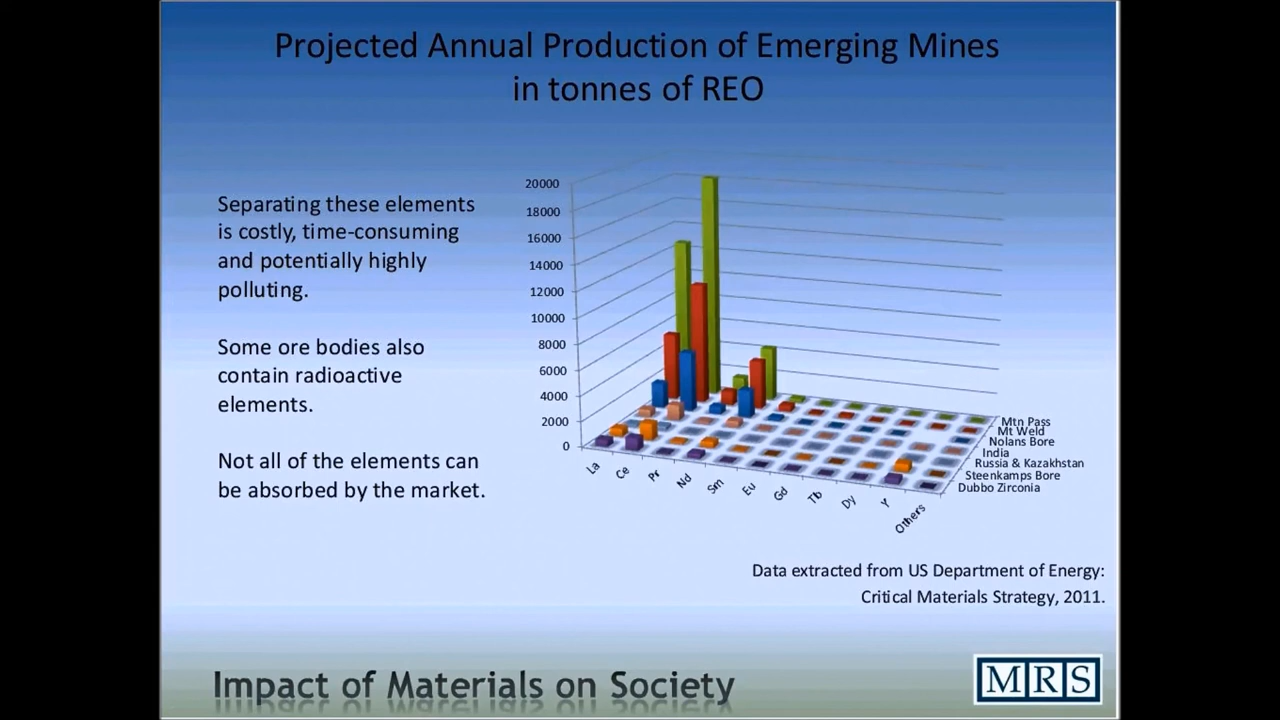 Projected Annual Production of Emerging Mines
in tonnes of REO
Separating these elements
is costly, time-consuming
and potentially highly
polluting.
Some ore bodies also
contain radioactive
elements.
Not all of the elements can
be absorbed by the market.
20000
18000
16000
14000
12000
10000
8000
6000
4000
2000
0
La
Ce
Pr
Nd
Sm
Eu
Gd
Tb
Dy
Y
Others
Mtn Pass
Mt Weld
Nolans Bore
India
Russia & Kazakhstan
Steenkamps Bore
Dubbo Zirconia
Data extracted from US Department of Energy:
Critical Materials Strategy, 2011.
Impact of Materials on Society
MRS